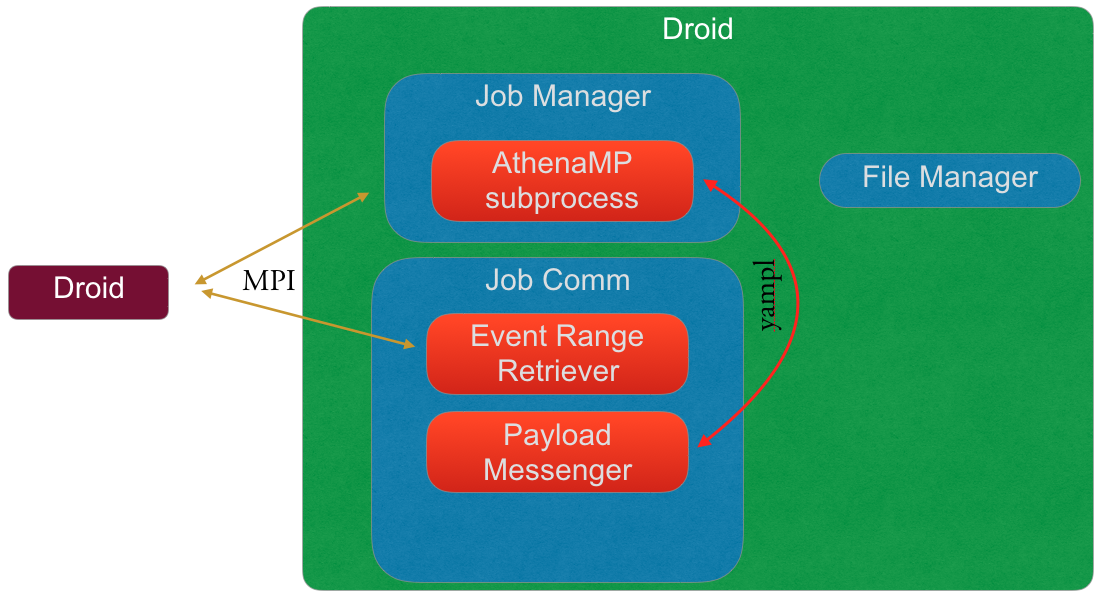 Droid
Job Manager
AthenaMP
subprocess
File Manager
MPI
Droid
yampl
Job Comm
Event Range
Retriever
Payload
Messenger